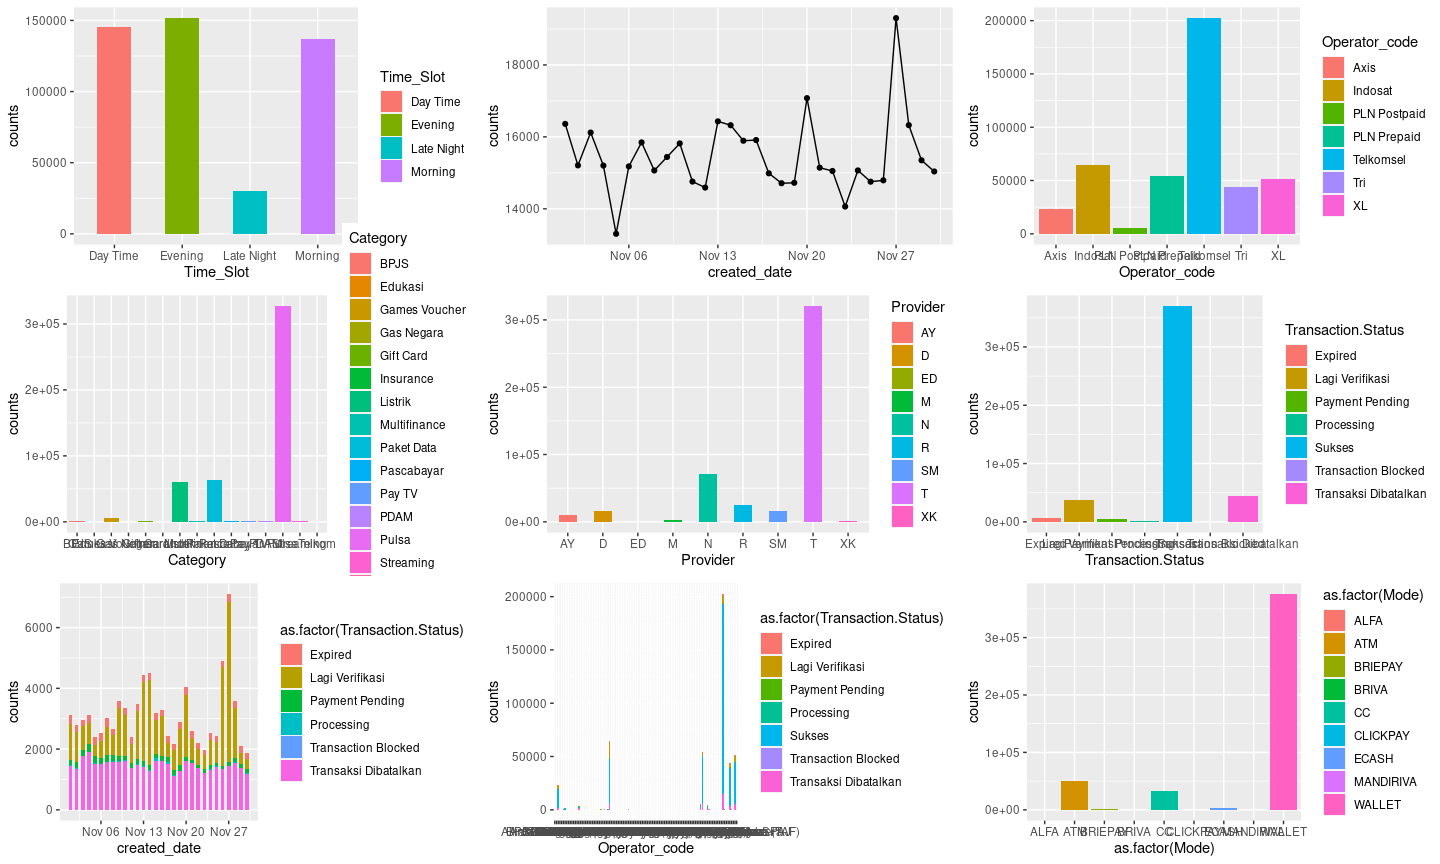 150000
100000
50000
0
counts
Day Time
Evening
Late Night
Morning
Time_Slot
Time_Slot
Day Time
Evening
Late Night
Morning
18000
16000
14000
counts
Nov 06
Nov 13
Nov 20
Nov 27
created_date
200000
150000
100000
50000
0
counts
Axis
Tri
XL
Operator_code
Operator_code
Axis
Indosat
PLN Postpaid
PLN Prepaid
Telkomsel
Tri
XL
3e+05
2e+05
1e+05
0e+00
counts
Category
Category
BPJS
Edukasi
Games Voucher
Gas Negara
Gift Card
Insurance
Listrik
Multifinance
Paket Data
Pascabayar
Pay TV
PDAM
Pulsa
Streaming
3e+05
2e+05
1e+05
0e+00
counts
AY
D
ED
M
N
R
SM
T
XK
Provider
Provider
AY
D
ED
M
N
R
SM
T
XK
3e+05
2e+05
1e+05
0e+00
counts
Transaction.Status
Transaction.Status
Expired
Lagi Verifikasi
Payment Pending
Processing
Sukses
Transaction Blocked
Transaksi Dibatalkan
6000
4000
2000
0
counts
Nov 06
Nov 13
Nov 20
Nov 27
created_date
as.factor(Transaction.Status)
Expired
Lagi Verifikasi
Payment Pending
Processing
Transaction Blocked
Transaksi Dibatalkan
200000
150000
100000
50000
0
counts
Operator_code
as.factor(Transaction.Status)
Expired
Lagi Verifikasi
Payment Pending
Processing
Sukses
Transaction Blocked
Transaksi Dibatalkan
3e+05
2e+05
1e+05
0e+00
counts
ALFA
ATM
BRIEPAY
BRIVA
CC
CLICKPAY
ECASH
MANDIRIVA
WALLET
as.factor(Mode)
as.factor(Mode)
ALFA
ATM
BRIEPAY
BRIVA
CC
CLICKPAY
ECASH
MANDIRIVA
WALLET